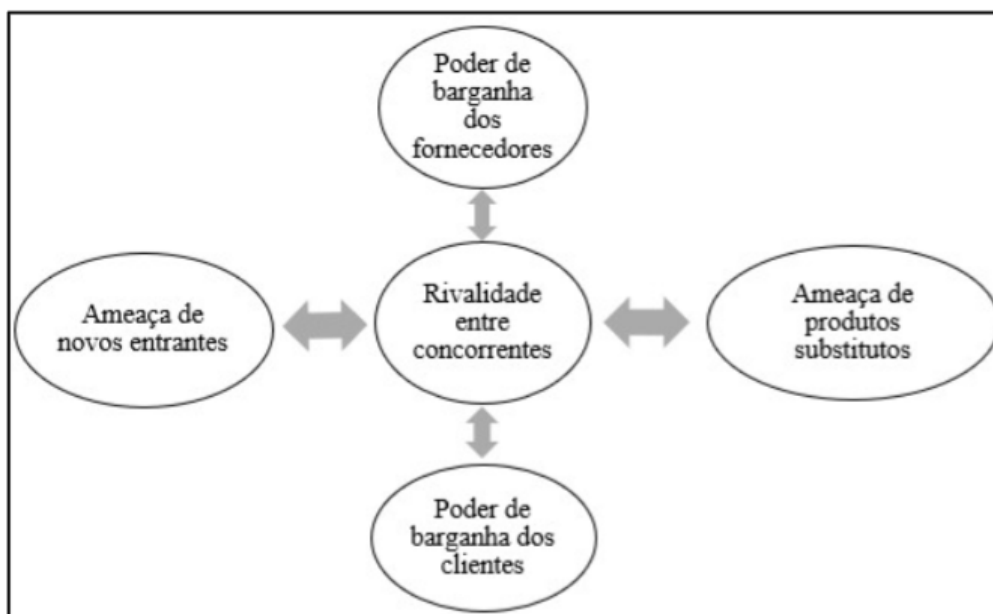 Poder de
barganha
dos
fornecedores
Ameaça de
novos entrantes
Rivalidade
entre
concorrentes
Ameaça de
produtos
substitutos
Poder de
barganha dos
clientes